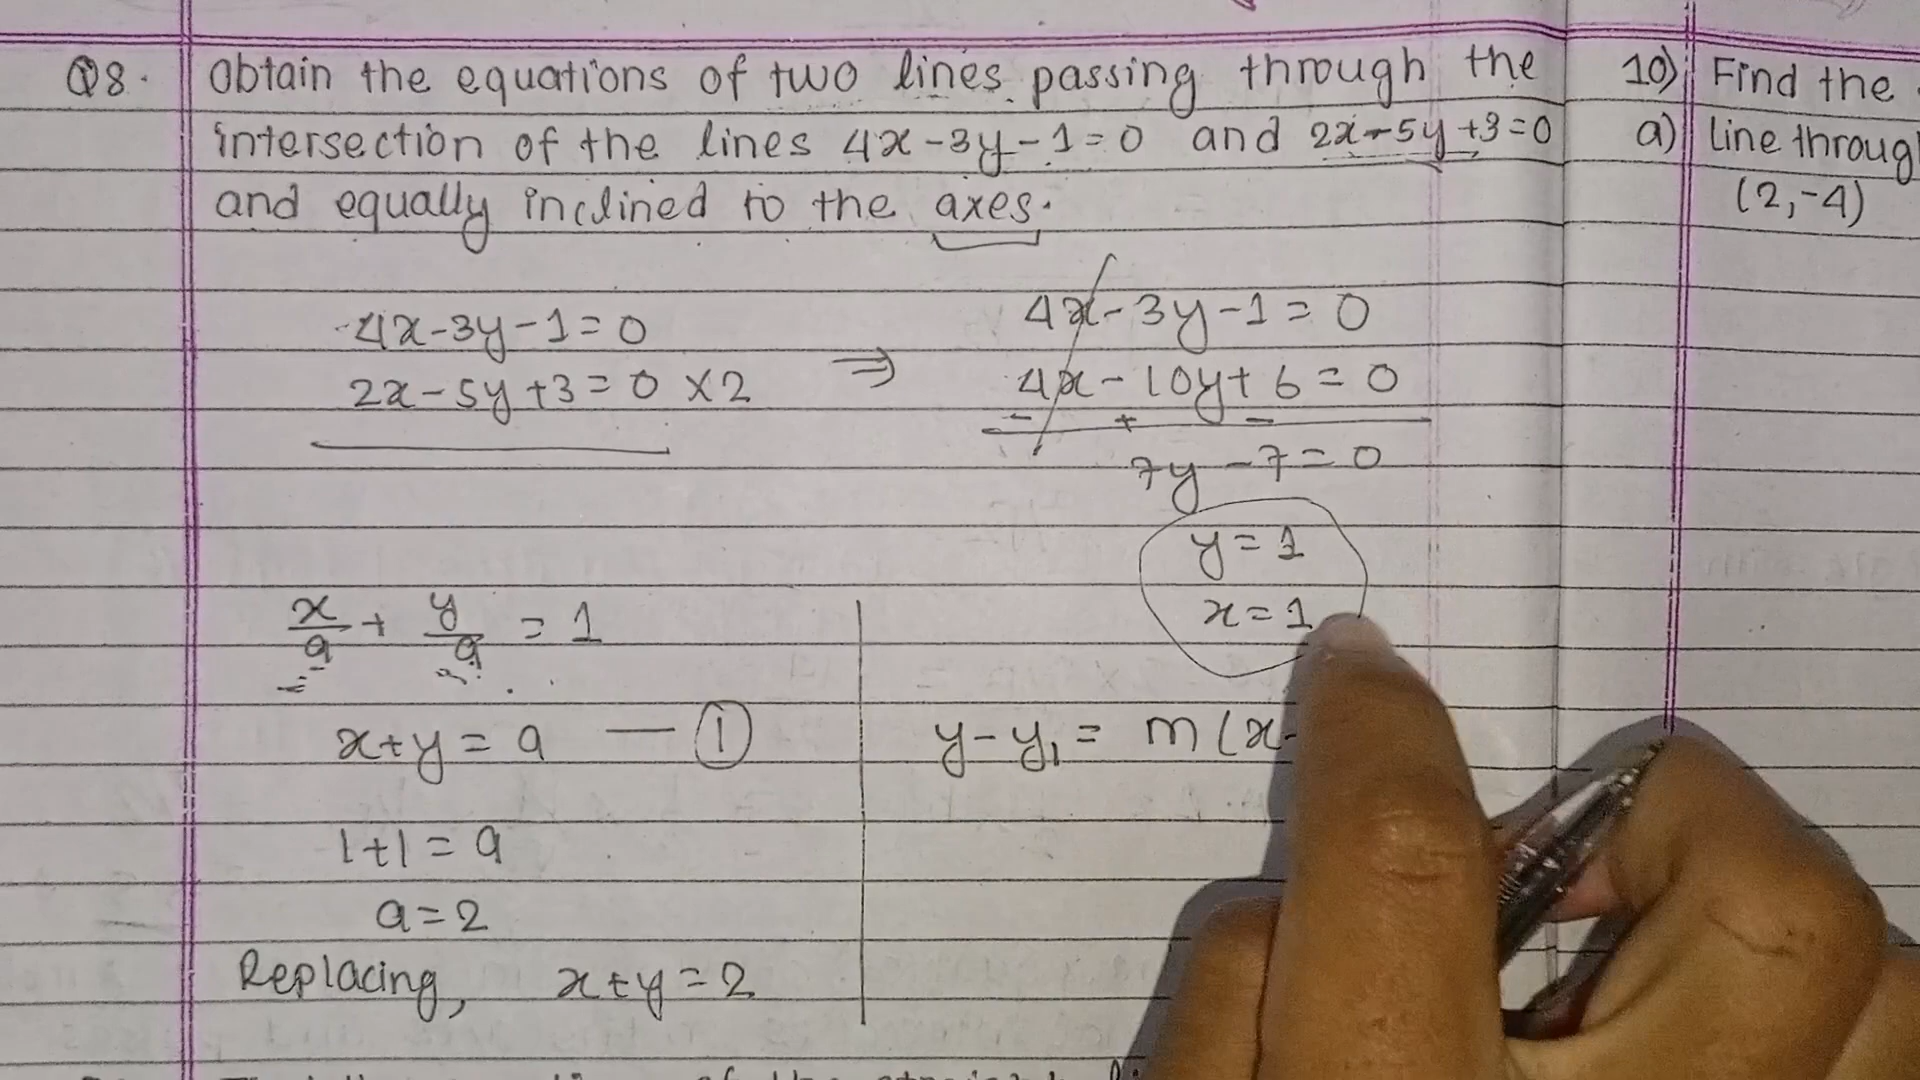 Q8. Obtain the equations of two lines passing through the
intersection of the lines 4x-3y-1=0 and 2x-5y+3=0
and equally inclined to the axes.
4x-3y-1=0
2x-5y+3=0 ×2
⇒
4x-3y-1=0
4x-10y+6=0
- + -
7y-7=0
y=1
x=1
x/a + y/a = 1
x+y=a — ①
1+1=a
a=2
Replacing, x+y=2
y-y₁ = m(x-
10) Find the
a) line through
(2,-4)